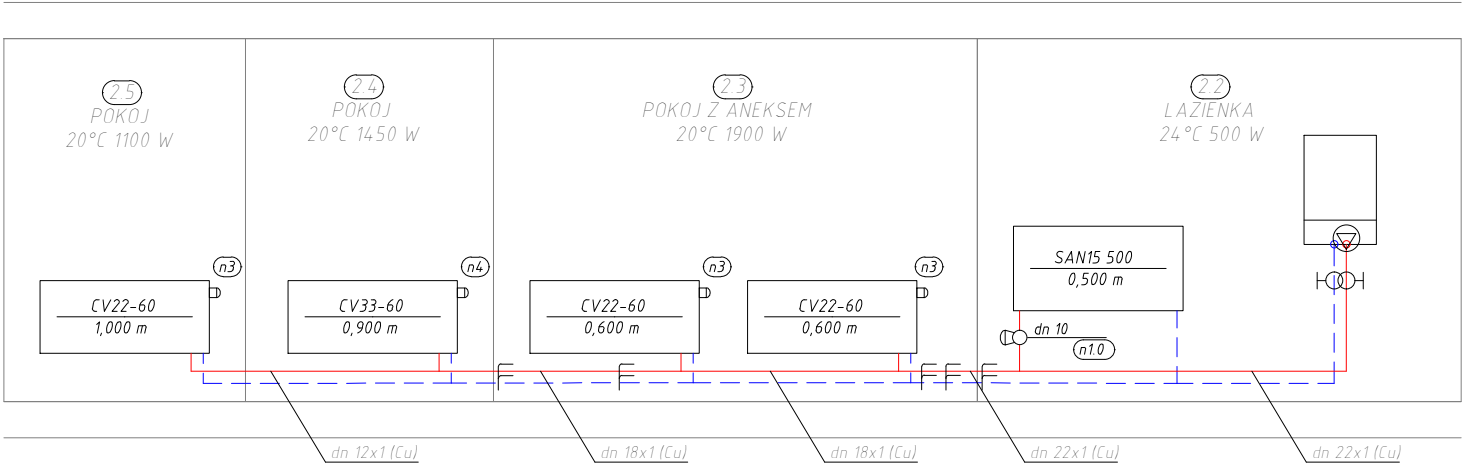 2.5
POKOJ
20°C 1100 W
2.4
POKOJ
20°C 1450 W
2.3
POKOJ Z ANEKSEM
20°C 1900 W
2.2
LAZIENKA
24°C 500 W
n3
CV22-60
1,000 m
n4
CV33-60
0,900 m
n3
CV22-60
0,600 m
n3
CV22-60
0,600 m
SAN15 500
0,500 m
dn 10
n1.0
dn 12x1 (Cu)
dn 18x1 (Cu)
dn 18x1 (Cu)
dn 22x1 (Cu)
dn 22x1 (Cu)